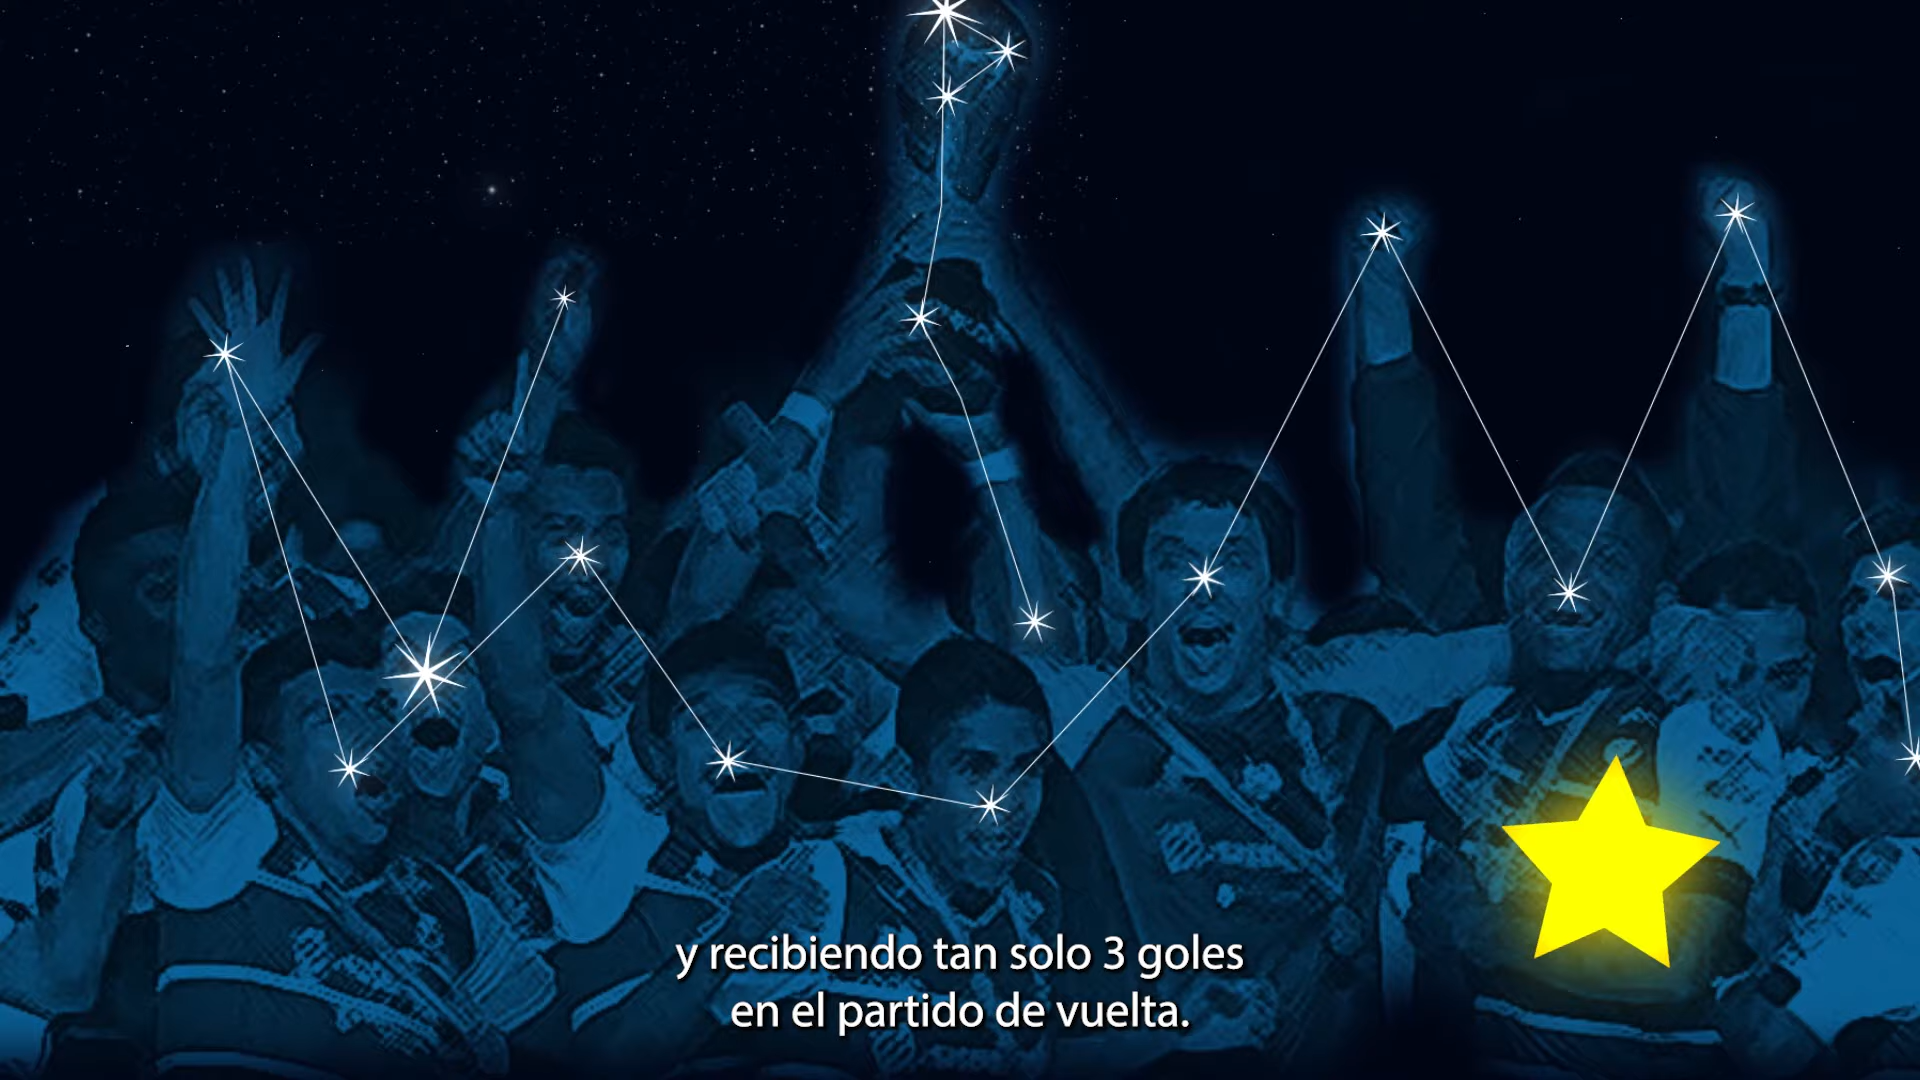 y recibiendo tan solo 3 goles
en el partido de vuelta.